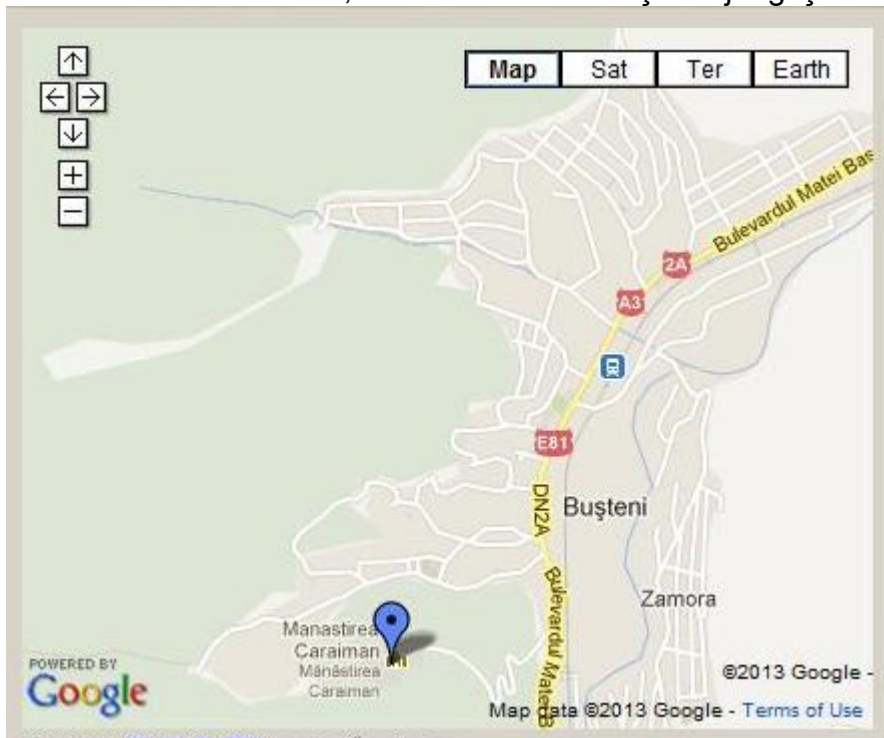 Map Sat Ter Earth
Bulevardul Matei Bas
2A
A3
E81
DN2A
Buşteni
Bulevardul Matei B
Zamora
Manastirea
Caraiman
Mănăstirea
Caraiman
POWERED BY
Google
©2013 Google -
Map data ©2013 Google - Terms of Use